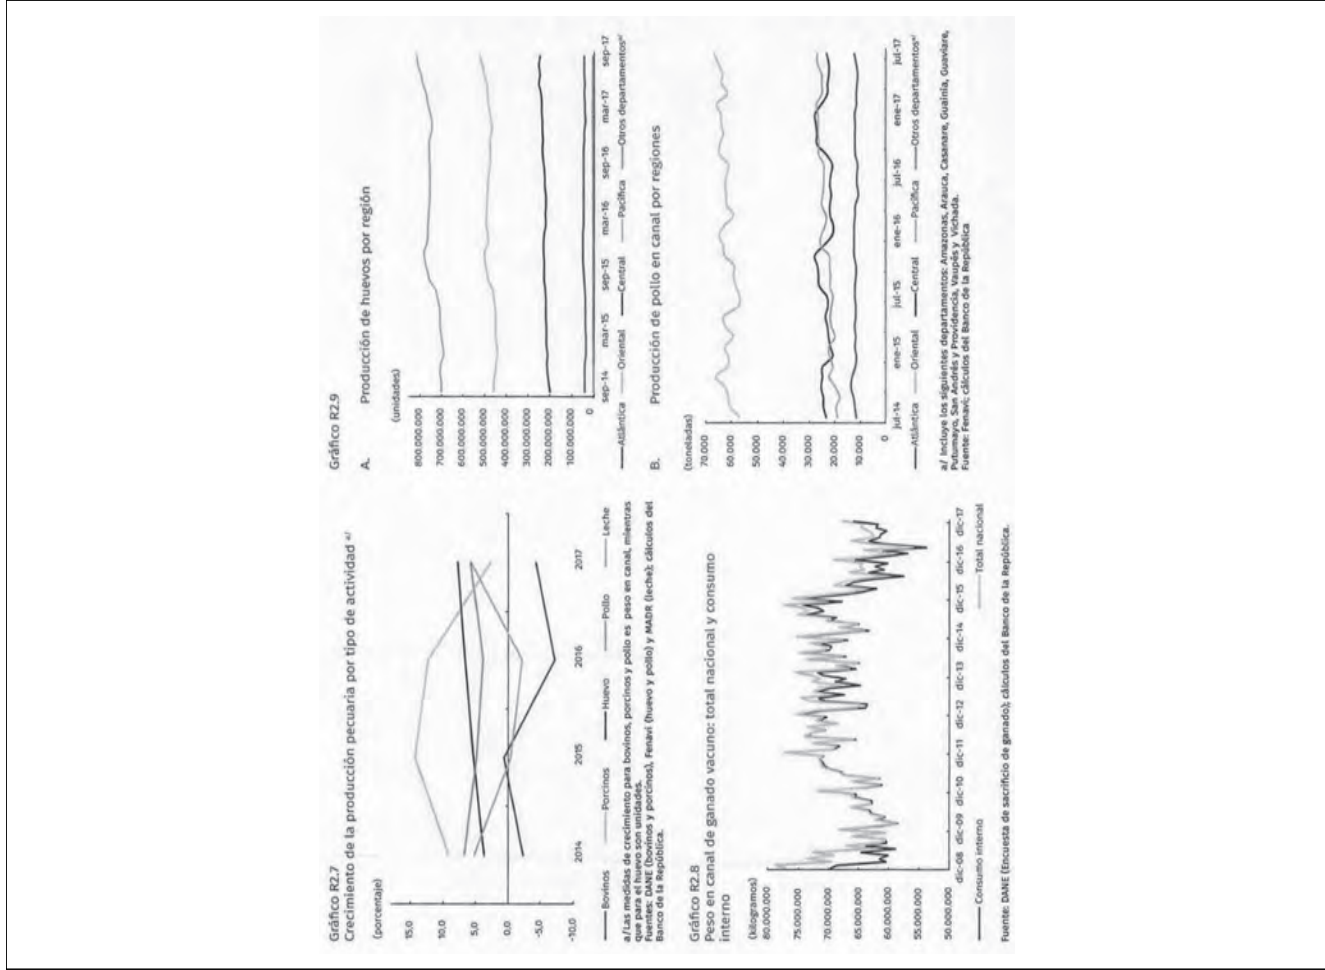 Gráfico R2.7
Crecimiento de la producción pecuaria por tipo de actividad a/
(porcentaje)
15,0
10,0
5,0
0,0
-5,0
-10,0
2014 2015 2016 2017
Bovinos Porcinos Huevo Pollo Leche
a/ Las medidas de crecimiento para bovinos, porcinos y pollo es peso en canal, mientras
que para el huevo son unidades.
Fuentes: DANE (bovinos y porcinos), Fenavi (huevo y pollo) y MADR (leche); cálculos del
Banco de la República.
Gráfico R2.8
Peso en canal de ganado vacuno: total nacional y consumo
interno
(kilogramos)
80.000.000
75.000.000
70.000.000
65.000.000
60.000.000
55.000.000
50.000.000
dic-08 dic-09 dic-10 dic-11 dic-12 dic-13 dic-14 dic-15 dic-16 dic-17
Consumo interno Total nacional
Fuente: DANE (Encuesta de sacrificio de ganado); cálculos del Banco de la República.
Gráfico R2.9
A. Producción de huevos por región
(unidades)
800.000.000
700.000.000
600.000.000
500.000.000
400.000.000
300.000.000
200.000.000
100.000.000
0
sep-14 mar-15 sep-15 mar-16 sep-16 mar-17 sep-17
Atlántica Oriental Central Pacífica Otros departamentos a/
B. Producción de pollo en canal por regiones
(toneladas)
70.000
60.000
50.000
40.000
30.000
20.000
10.000
0
jul-14 ene-15 jul-15 ene-16 jul-16 ene-17 jul-17
Atlántica Oriental Central Pacífica Otros departamentos a/
a/ Incluye los siguientes departamentos: Amazonas, Arauca, Casanare, Guainía, Guaviare,
Putumayo, San Andrés y Providencia, Vaupés y Vichada.
Fuente: Fenavi; cálculos del Banco de la República